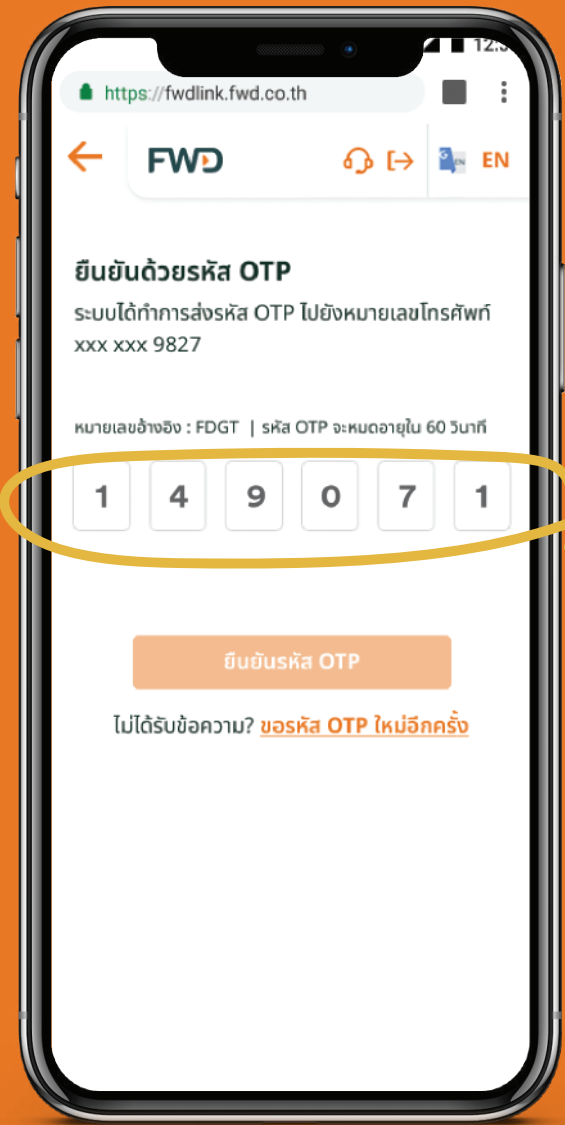 https://fwdlink.fwd.co.th
FWD
EN
ยืนยันด้วยรหัส OTP
ระบบได้ทำการส่งรหัส OTP ไปยังหมายเลขโทรศัพท์
xxx xxx 9827
หมายเลขอ้างอิง : FDGT | รหัส OTP จะหมดอายุใน 60 วินาที
1 4 9 0 7 1
ยืนยันรหัส OTP
ไม่ได้รับข้อความ? ขอรหัส OTP ใหม่อีกครั้ง